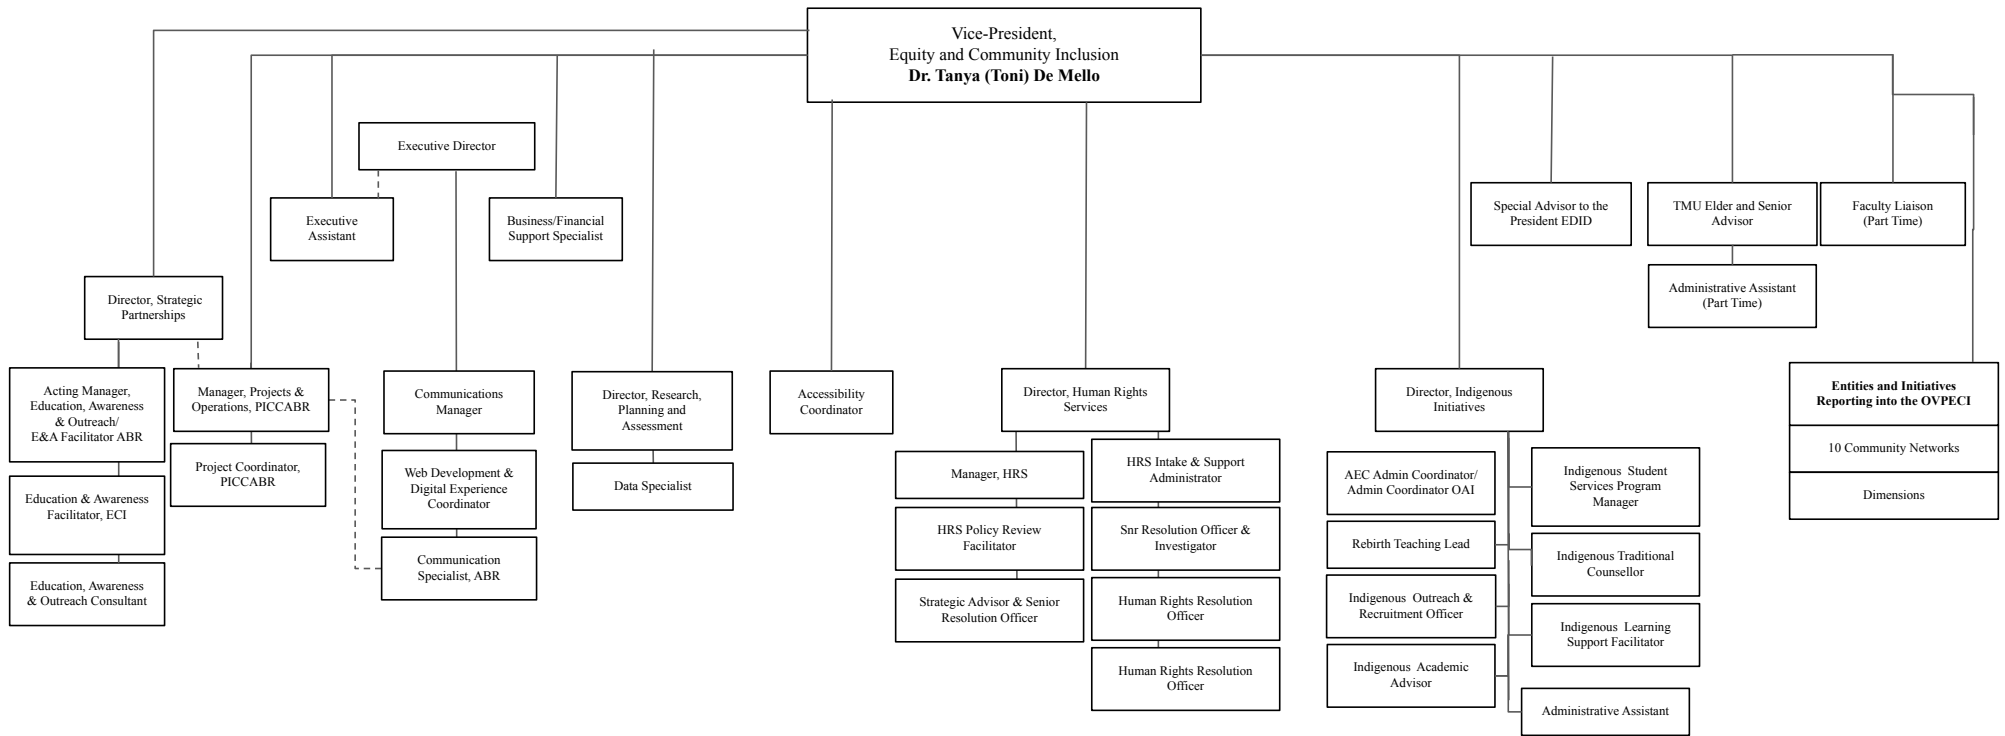 Vice-President,
Equity and Community Inclusion
Dr. Tanya (Toni) De Mello
Executive Director
Executive
Assistant
Business/Financial
Support Specialist
Special Advisor to the
President EDID
TMU Elder and Senior
Advisor
Faculty Liaison
(Part Time)
Administrative Assistant
(Part Time)
Director, Strategic
Partnerships
Acting Manager,
Education, Awareness
& Outreach/
E&A Facilitator ABR
Education & Awareness
Facilitator, ECI
Education, Awareness
& Outreach Consultant
Manager, Projects &
Operations, PICCABR
Project Coordinator,
PICCABR
Communications
Manager
Web Development &
Digital Experience
Coordinator
Communication
Specialist, ABR
Director, Research,
Planning and
Assessment
Data Specialist
Accessibility
Coordinator
Director, Human Rights
Services
Manager, HRS
HRS Policy Review
Facilitator
Strategic Advisor & Senior
Resolution Officer
HRS Intake & Support
Administrator
Snr Resolution Officer &
Investigator
Human Rights Resolution
Officer
Human Rights Resolution
Officer
Director, Indigenous
Initiatives
AEC Admin Coordinator/
Admin Coordinator OAI
Rebirth Teaching Lead
Indigenous Outreach &
Recruitment Officer
Indigenous Academic
Advisor
Indigenous Student
Services Program
Manager
Indigenous Traditional
Counsellor
Indigenous Learning
Support Facilitator
Administrative Assistant
Entities and Initiatives
Reporting into the OVPECI
10 Community Networks
Dimensions